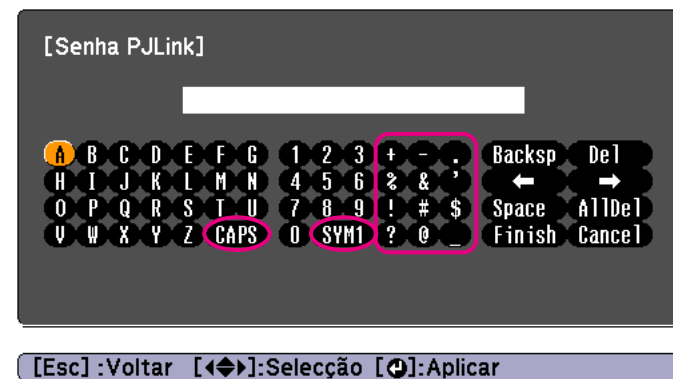 [Senha PJLink]
A B C D E F G 1 2 3 + - . Backsp Del
H I J K L M N 4 5 6 % & ' ← →
O P Q R S T U 7 8 9 ! # $ Space AllDel
V W X Y Z CAPS 0 SYM1 ? @ _ Finish Cancel
[Esc] :Voltar [◀◆▶]:Selecção [↵]:Aplicar